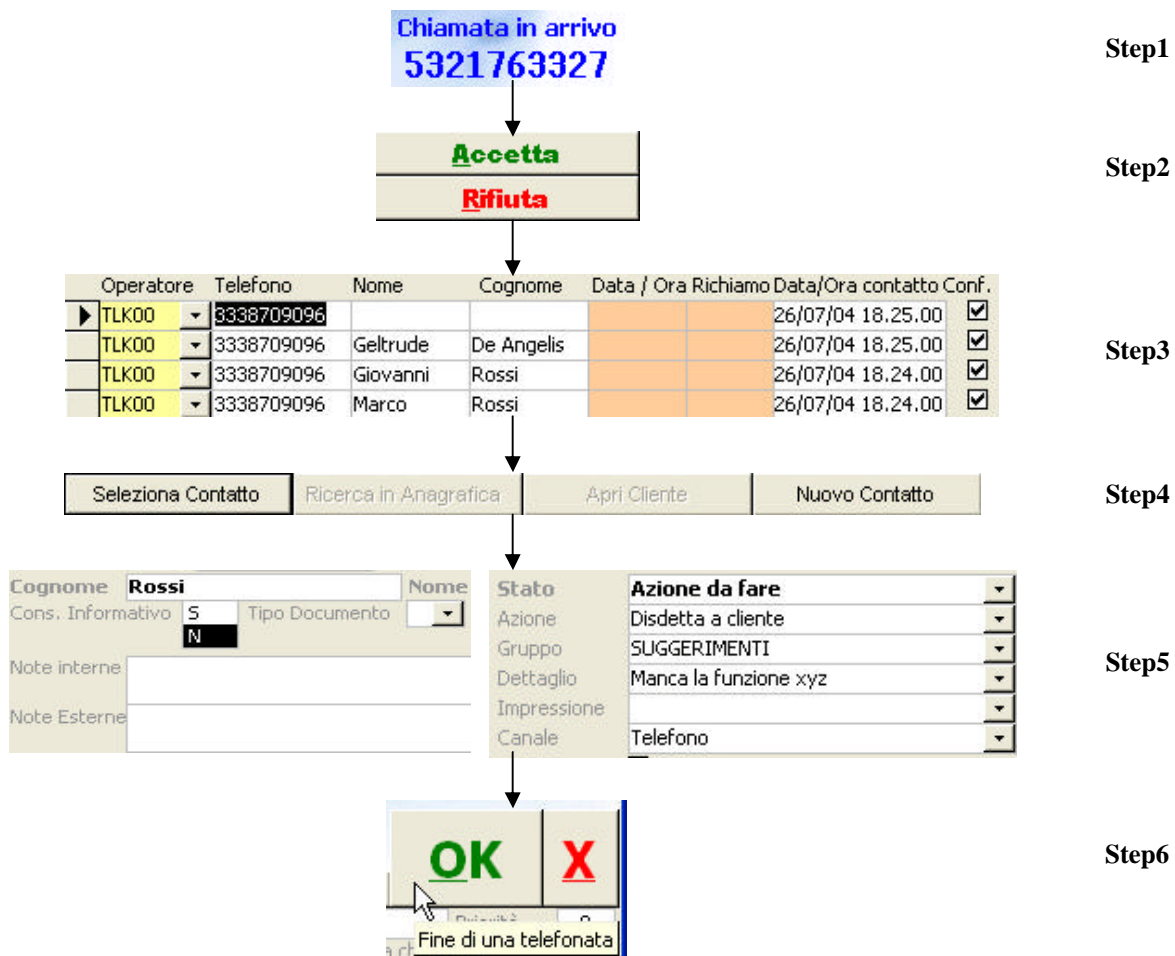 Chiamata in arrivo
5321763327
Step1
Accetta
Rifiuta
Step2
Operatore Telefono Nome Cognome Data / Ora Richiamo Data/Ora contatto Conf.
TLK00 3338709096 26/07/04 18.25.00
TLK00 3338709096 Geltrude De Angelis 26/07/04 18.25.00
TLK00 3338709096 Giovanni Rossi 26/07/04 18.24.00
TLK00 3338709096 Marco Rossi 26/07/04 18.24.00
Step3
Seleziona Contatto Ricerca in Anagrafica Apri Cliente Nuovo Contatto
Step4
Cognome Rossi Nome
Cons. Informativo S Tipo Documento
N
Note interne
Note Esterne
Stato Azione da fare
Azione Disdetta a cliente
Gruppo SUGGERIMENTI
Dettaglio Manca la funzione xyz
Impressione
Canale Telefono
Step5
OK X
Fine di una telefonata
Step6